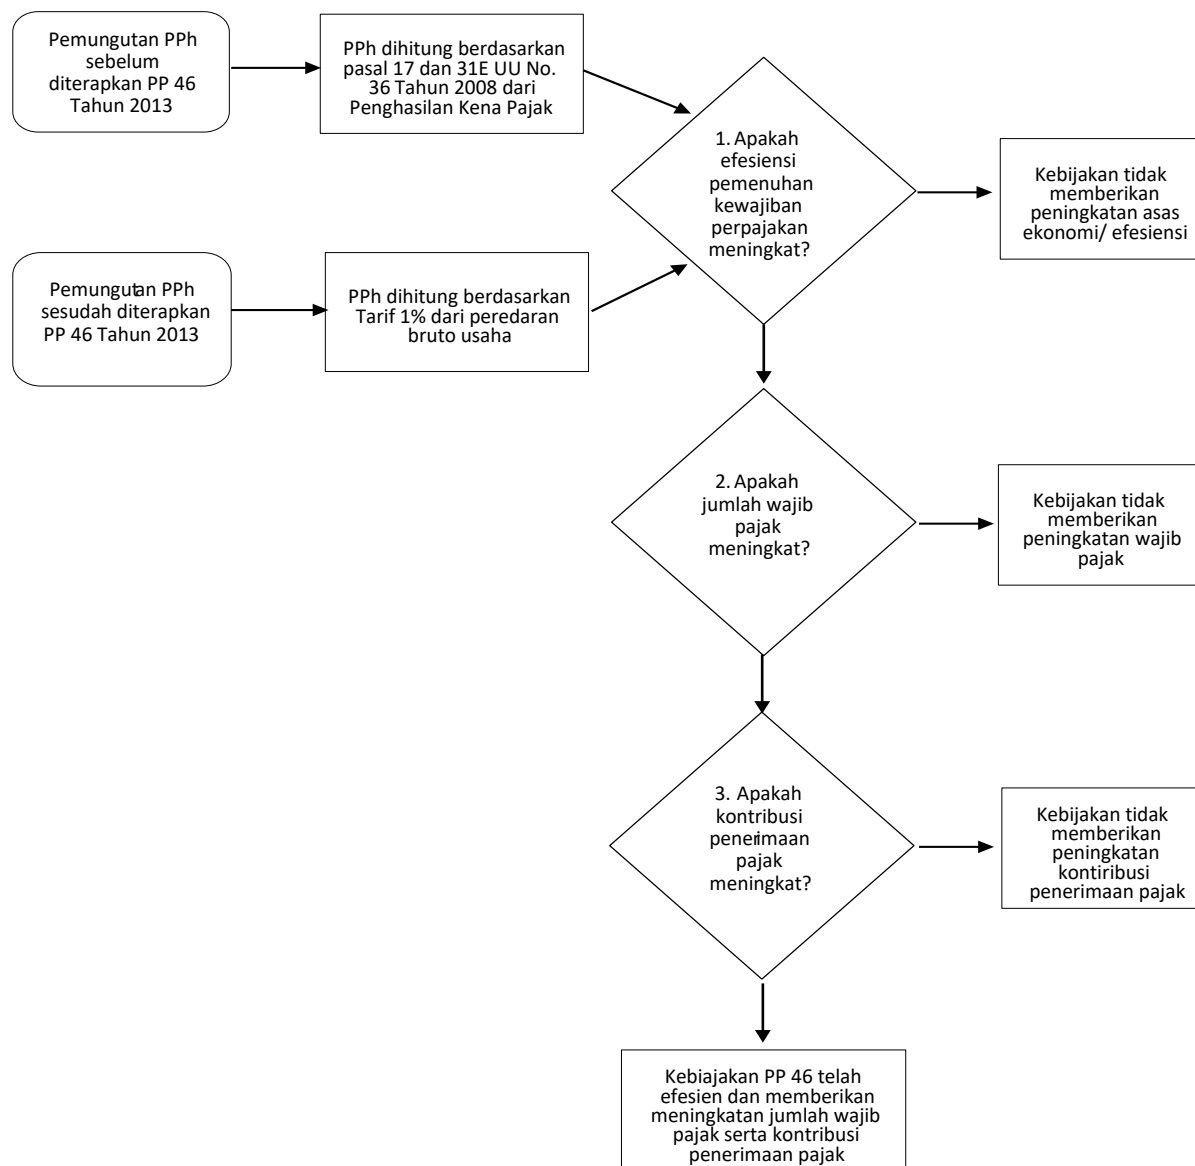 Pemungutan PPh
sebelum
diterapkan PP 46
Tahun 2013
PPh dihitung berdasarkan
pasal 17 dan 31E UU No.
36 Tahun 2008 dari
Penghasilan Kena Pajak
1. Apakah
efesiensi
pemenuhan
kewajiban
perpajakan
meningkat?
Kebijakan tidak
memberikan
peningkatan asas
ekonomi/ efesiensi
Pemungutan PPh
sesudah diterapkan
PP 46 Tahun 2013
PPh dihitung berdasarkan
Tarif 1% dari peredaran
bruto usaha
2. Apakah
jumlah wajib
pajak
meningkat?
Kebijakan tidak
memberikan
peningkatan wajib
pajak
3. Apakah
kontribusi
penerimaan
pajak
meningkat?
Kebijakan tidak
memberikan
peningkatan
kontiribusi
penerimaan pajak
Kebiajakan PP 46 telah
efesien dan memberikan
meningkatan jumlah wajib
pajak serta kontribusi
penerimaan pajak